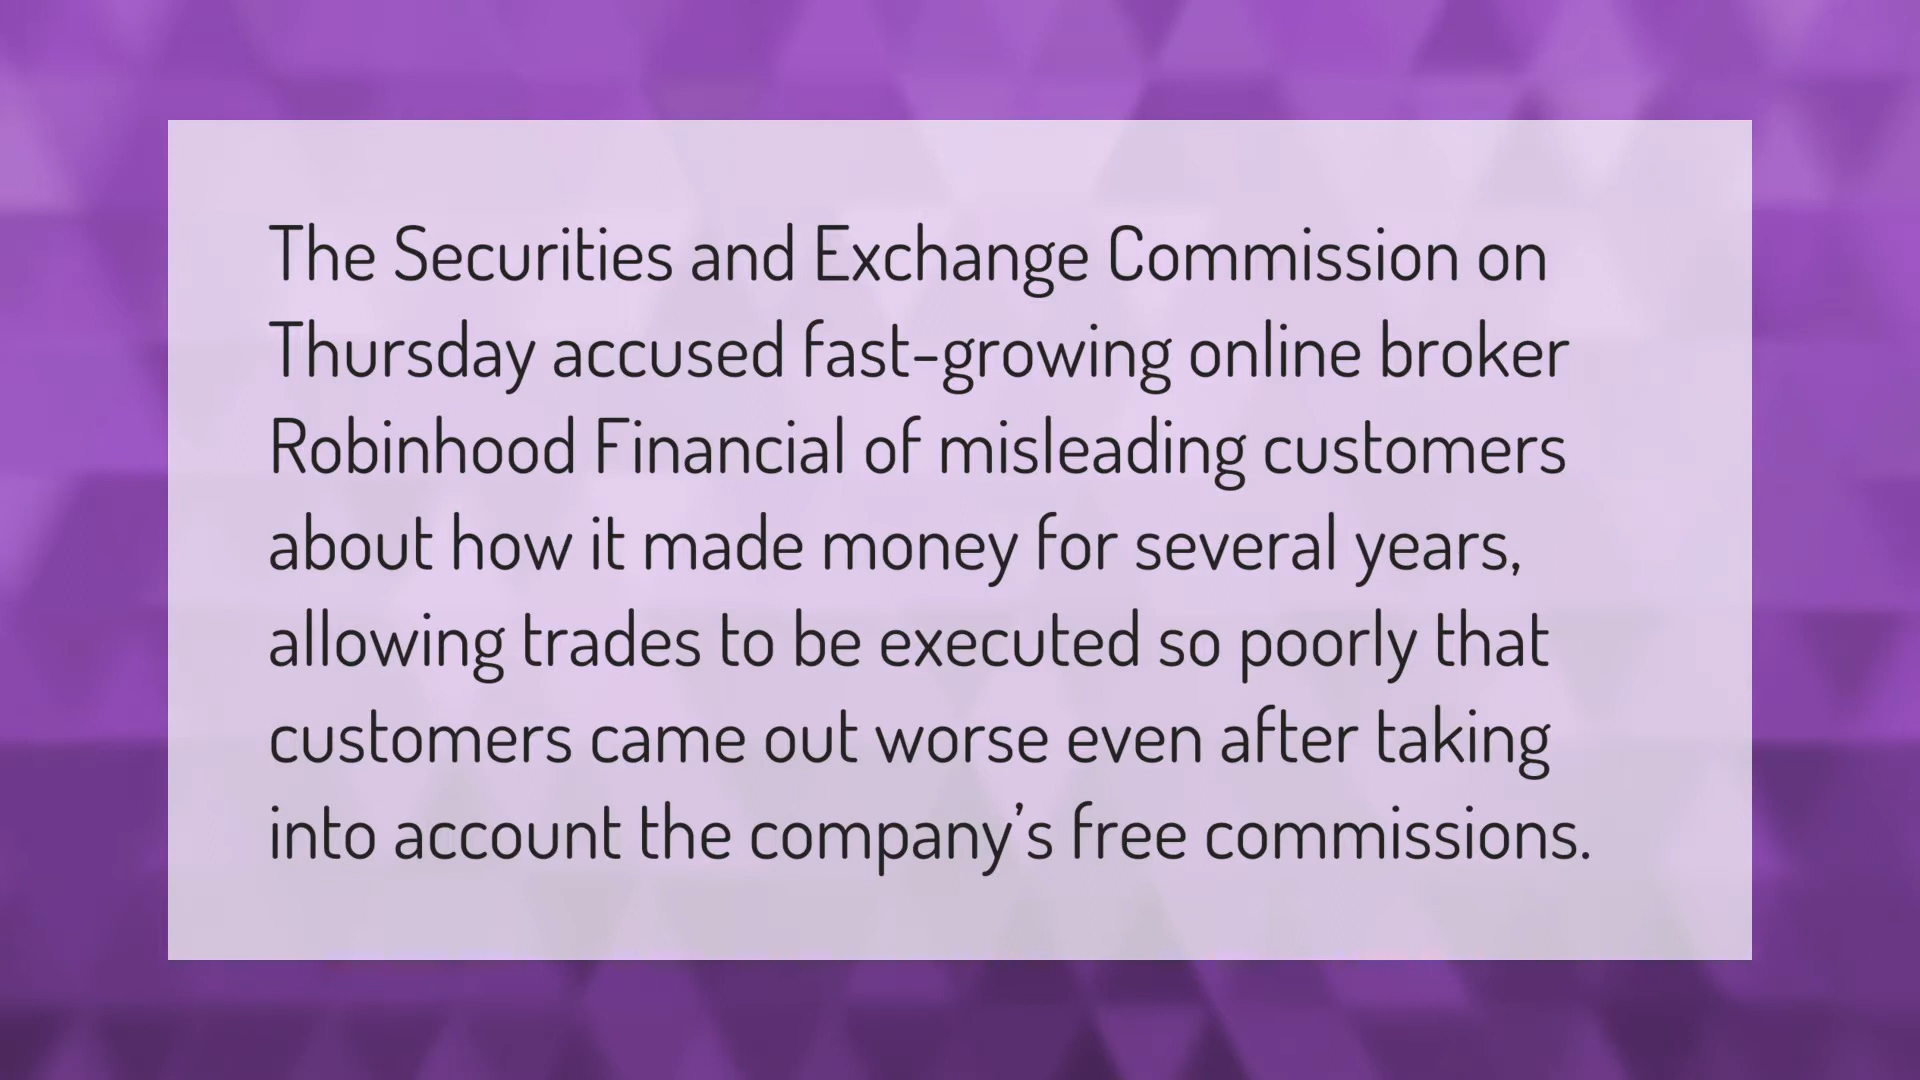 The Securities and Exchange Commission on
Thursday accused fast-growing online broker
Robinhood Financial of misleading customers
about how it made money for several years,
allowing trades to be executed so poorly that
customers came out worse even after taking
into account the company’s free commissions.